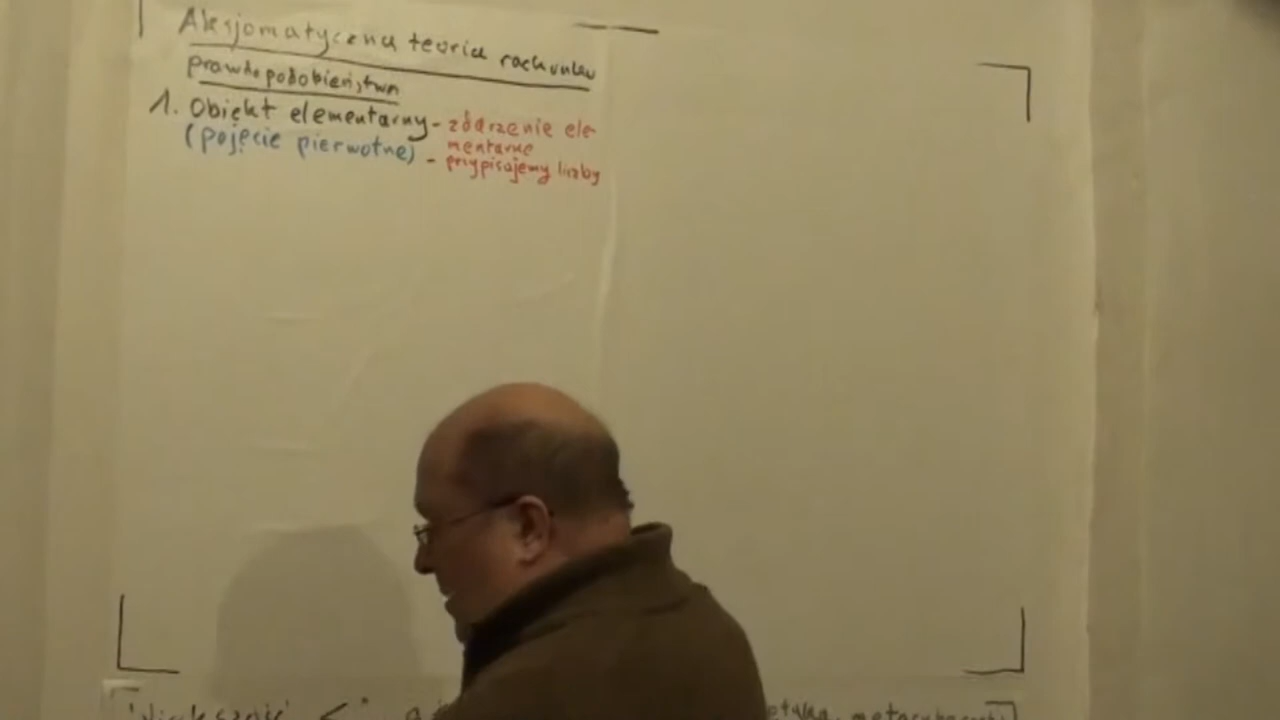 Aksjomatyczna teoria rachunku
prawdopodobieństwa
1. Obiekt elementarny - zdarzenie ele-
(pojęcie pierwotne) mentarne
- przypisujemy liczby